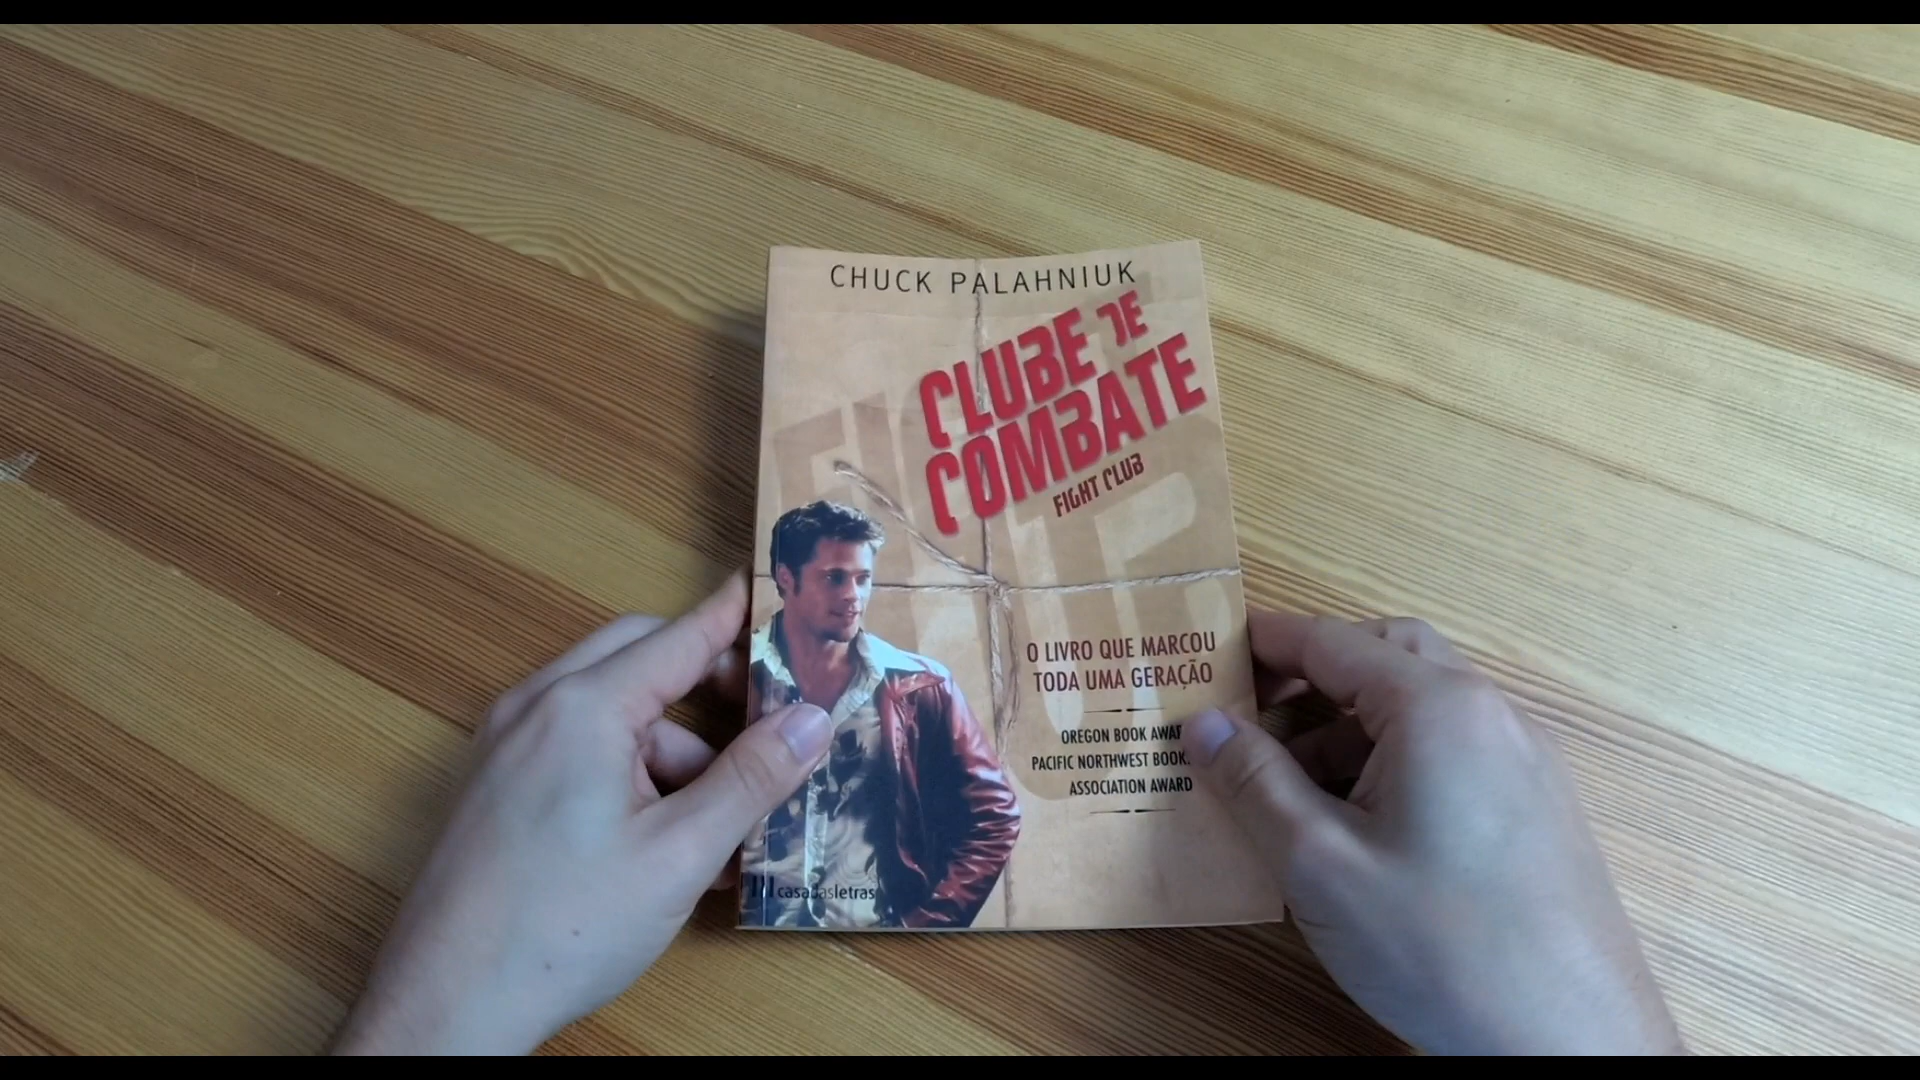 CHUCK PALAHNIUK
CLUBE DE
COMBATE
FIGHT CLUB
O LIVRO QUE MARCOU
TODA UMA GERAÇÃO
OREGON BOOK
PACIFIC NORTHWEST
ASSOCIATION AWARD
casadasletras